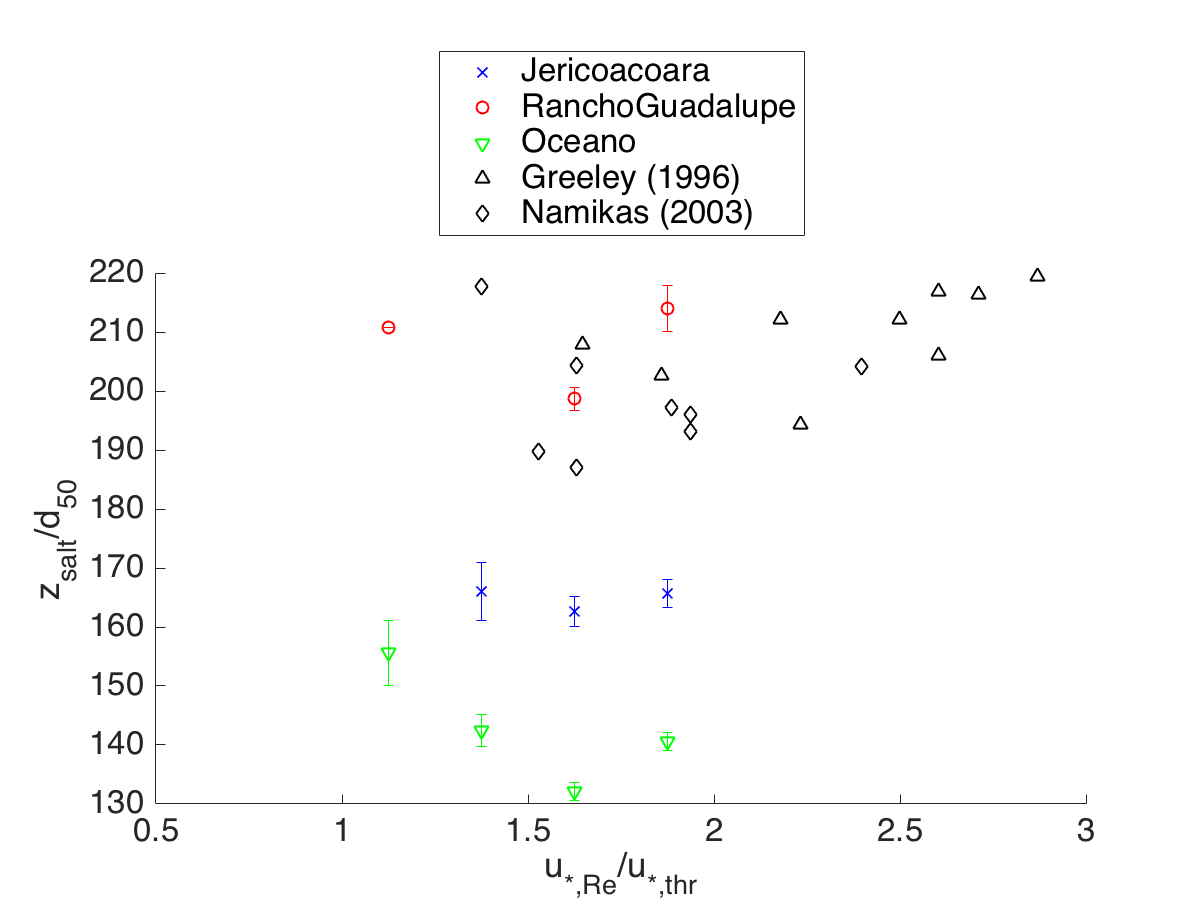 Jericoacoara
RanchoGuadalupe
Oceano
Greeley (1996)
Namikas (2003)
220
210
200
190
180
170
160
150
140
130
z_salt/d_50
0.5 1 1.5 2 2.5 3
u_*,Re/u_*,thr